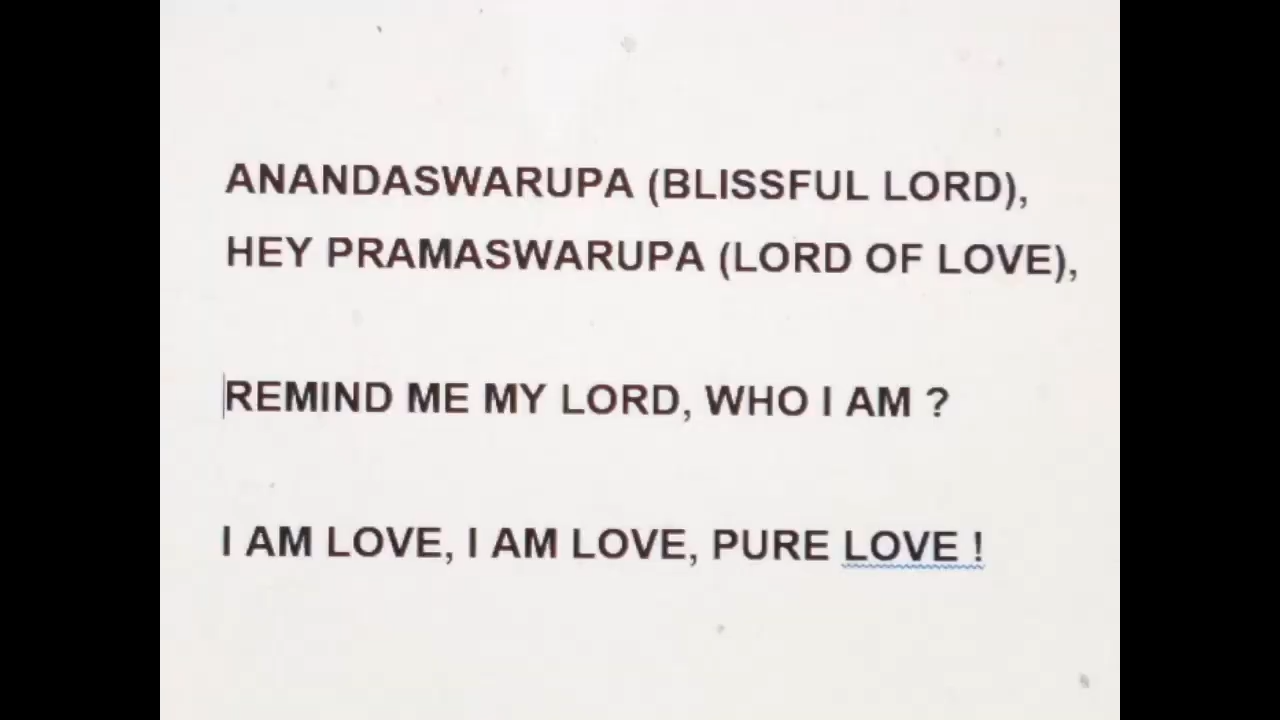 ANANDASWARUPA (BLISSFUL LORD),
HEY PRAMASWARUPA (LORD OF LOVE),
REMIND ME MY LORD, WHO I AM ?
I AM LOVE, I AM LOVE, PURE LOVE !